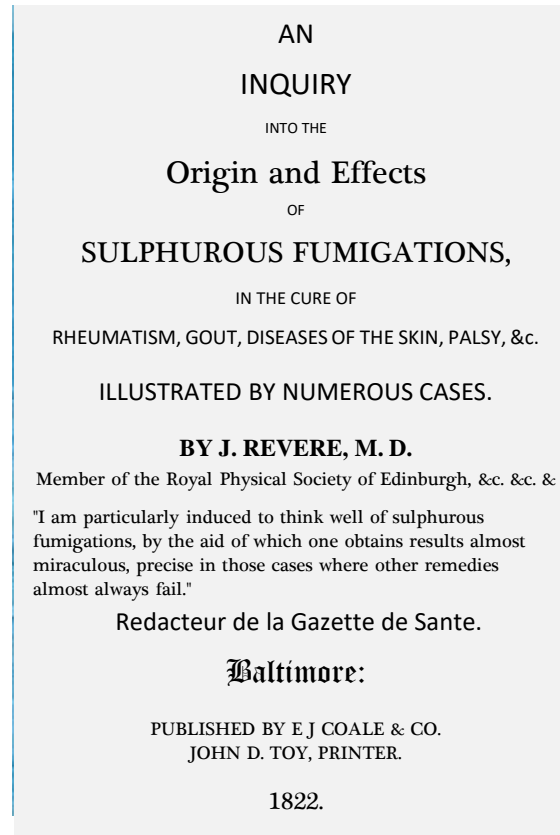 AN
INQUIRY
INTO THE
Origin and Effects
OF
SULPHUROUS FUMIGATIONS,
IN THE CURE OF
RHEUMATISM, GOUT, DISEASES OF THE SKIN, PALSY, &c.
ILLUSTRATED BY NUMEROUS CASES.
BY J. REVERE, M. D.
Member of the Royal Physical Society of Edinburgh, &c. &c. &
"I am particularly induced to think well of sulphurous
fumigations, by the aid of which one obtains results almost
miraculous, precise in those cases where other remedies
almost always fail."
Redacteur de la Gazette de Sante.
Baltimore:
PUBLISHED BY E J COALE & CO.
JOHN D. TOY, PRINTER.
1822.